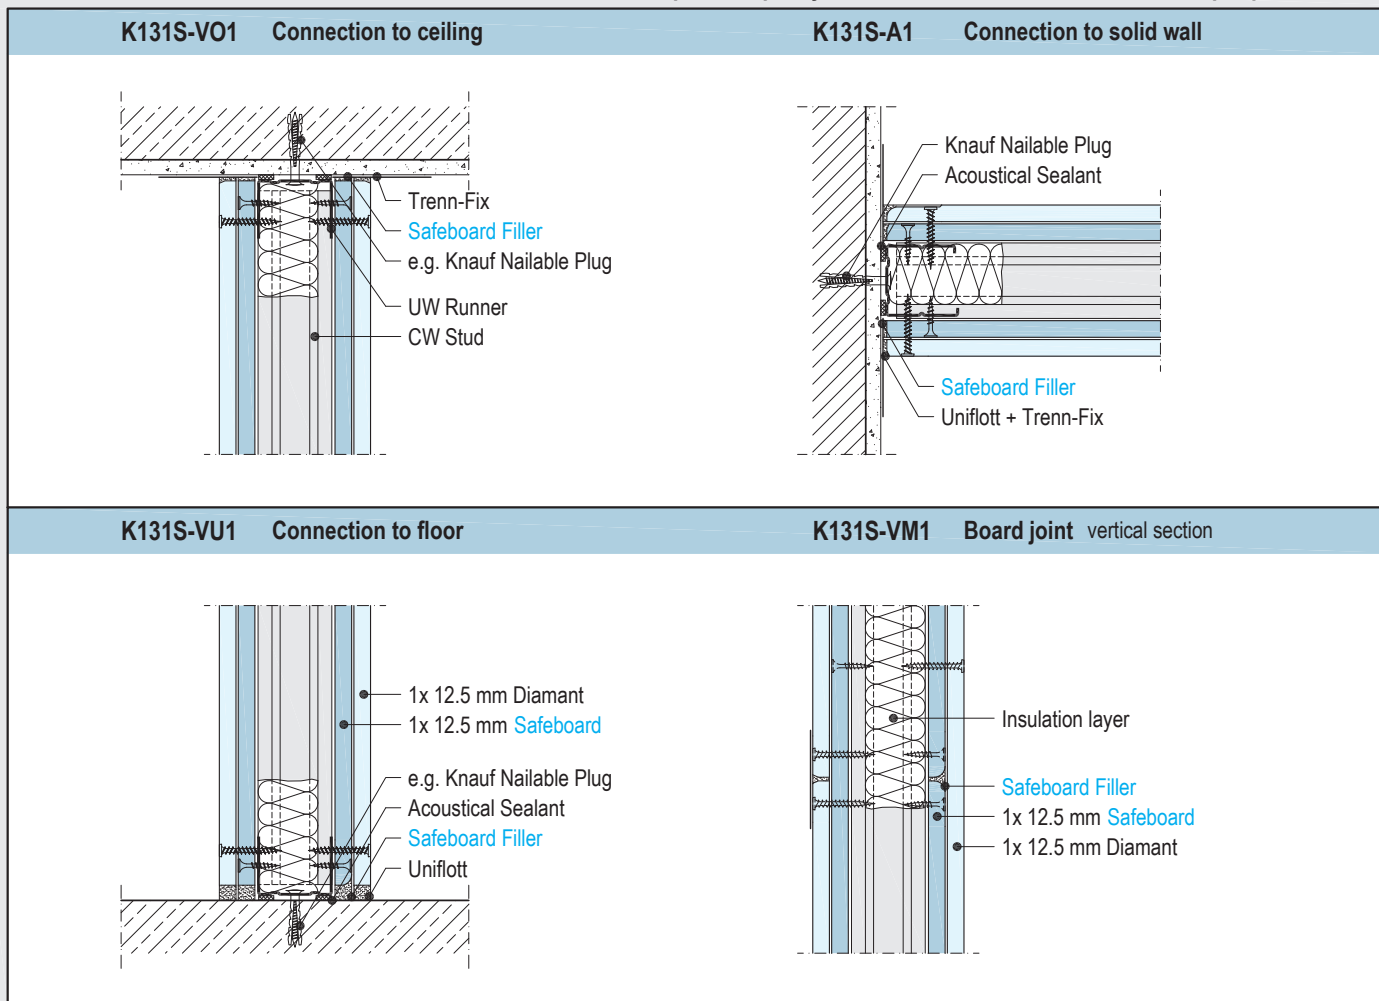 K131S-VO1 Connection to ceiling
Trenn-Fix
Safeboard Filler
e.g. Knauf Nailable Plug
UW Runner
CW Stud
K131S-A1 Connection to solid wall
Knauf Nailable Plug
Acoustical Sealant
Safeboard Filler
Uniflott + Trenn-Fix
K131S-VU1 Connection to floor
1x 12.5 mm Diamant
1x 12.5 mm Safeboard
e.g. Knauf Nailable Plug
Acoustical Sealant
Safeboard Filler
Uniflott
K131S-VM1 Board joint vertical section
Insulation layer
Safeboard Filler
1x 12.5 mm Safeboard
1x 12.5 mm Diamant